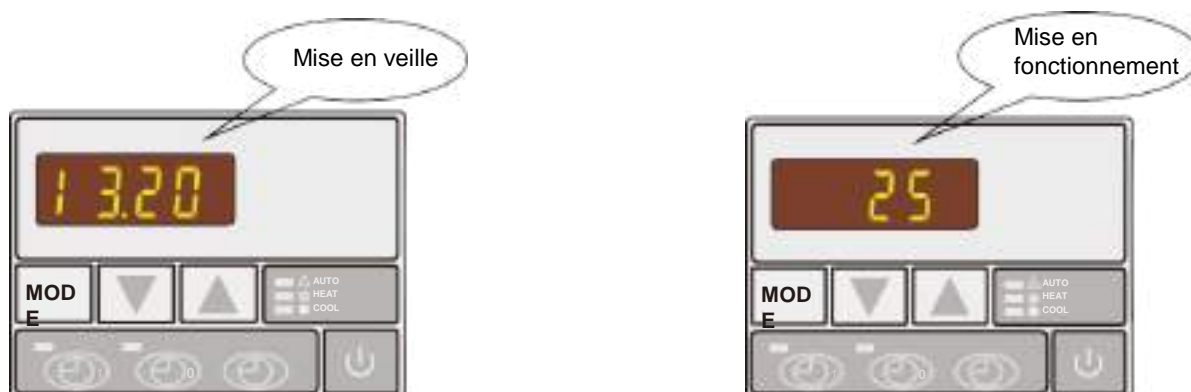 Mise en veille
13.20
MOD
E
AUTO
HEAT
COOL
Mise en
fonctionnement
25
MOD
E
AUTO
HEAT
COOL